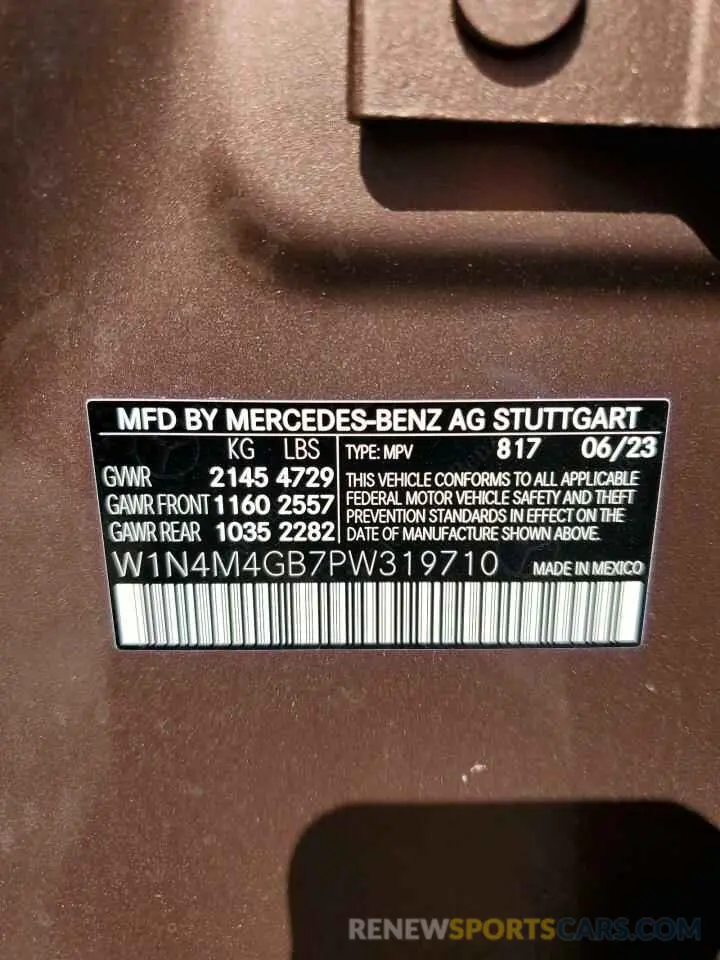 MFD BY MERCEDES-BENZ AG STUTTGART
KG LBS
GVWR 2145 4729
GAWR FRONT 1160 2557
GAWR REAR 1035 2282
TYPE: MPV 817 06/23
THIS VEHICLE CONFORMS TO ALL APPLICABLE
FEDERAL MOTOR VEHICLE SAFETY AND THEFT
PREVENTION STANDARDS IN EFFECT ON THE
DATE OF MANUFACTURE SHOWN ABOVE.
W1N4M4GB7PW319710 MADE IN MEXICO
RENEWSPORTSCARS.COM